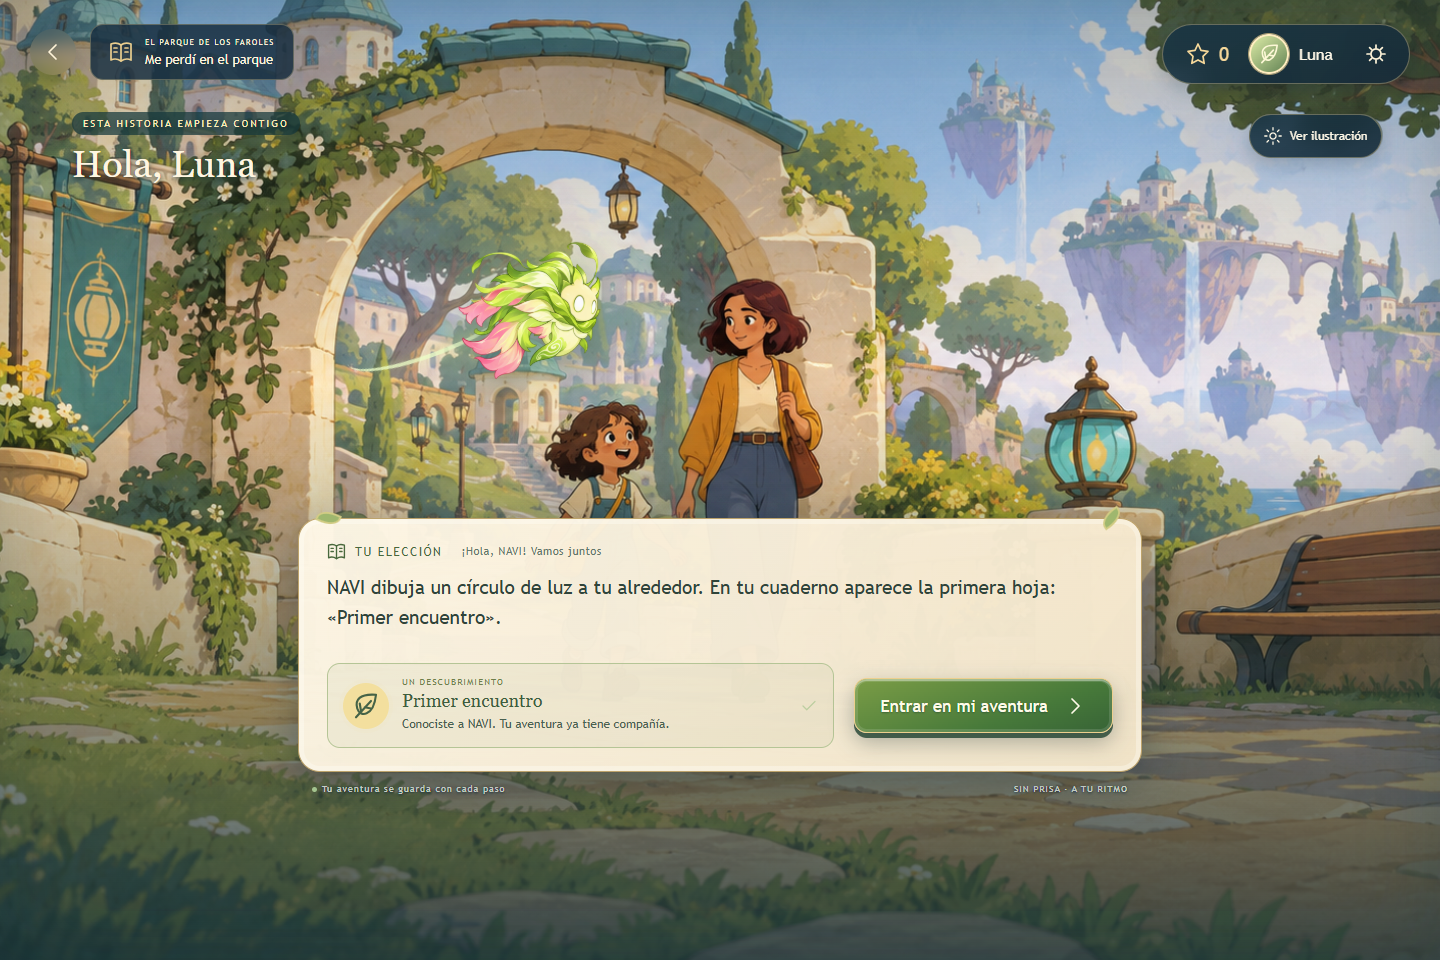 EL PARQUE DE LOS FAROLES
Me perdí en el parque
0
Luna
ESTA HISTORIA EMPIEZA CONTIGO
Hola, Luna
Ver ilustración
TU ELECCIÓN
¡Hola, NAVI! Vamos juntos
NAVI dibuja un círculo de luz a tu alrededor. En tu cuaderno aparece la primera hoja:
«Primer encuentro».
UN DESCUBRIMIENTO
Primer encuentro
Conociste a NAVI. Tu aventura ya tiene compañía.
Entrar en mi aventura
Tu aventura se guarda con cada paso
SIN PRISA · A TU RITMO